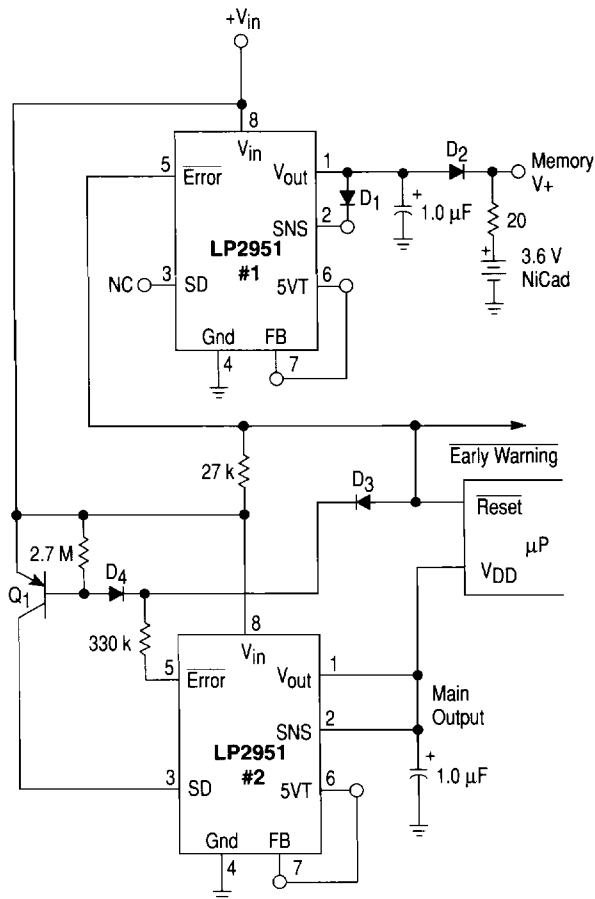 +Vin
8
5
Error
Vin
Vout
1
D1
D2
Memory
V+
SNS
2
+
1.0 μF
20
LP2951
#1
+
3.6 V
NiCad
NC
3
SD
5VT
6
Gnd
FB
4
7
Early Warning
27 k
D3
Reset
μP
VDD
2.7 M
D4
Q1
330 k
8
5
Error
Vin
Vout
1
Main
Output
SNS
2
LP2951
#2
+
1.0 μF
3
SD
5VT
6
Gnd
FB
4
7